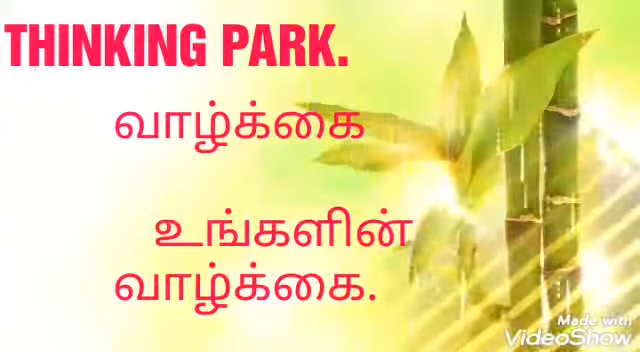 THINKING PARK.
வாழ்க்கை
உங்களின்
வாழ்க்கை.
Made with
VideoShow